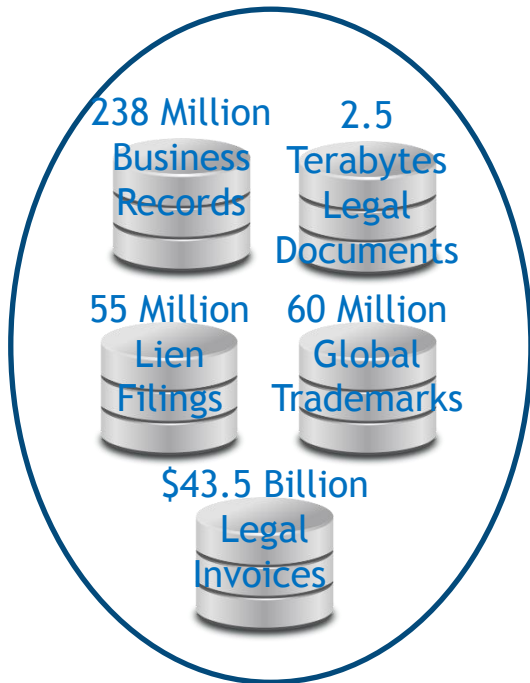 238 Million
Business
Records
2.5
Terabytes
Legal
Documents
55 Million
Lien
Filings
60 Million
Global
Trademarks
$43.5 Billion
Legal
Invoices